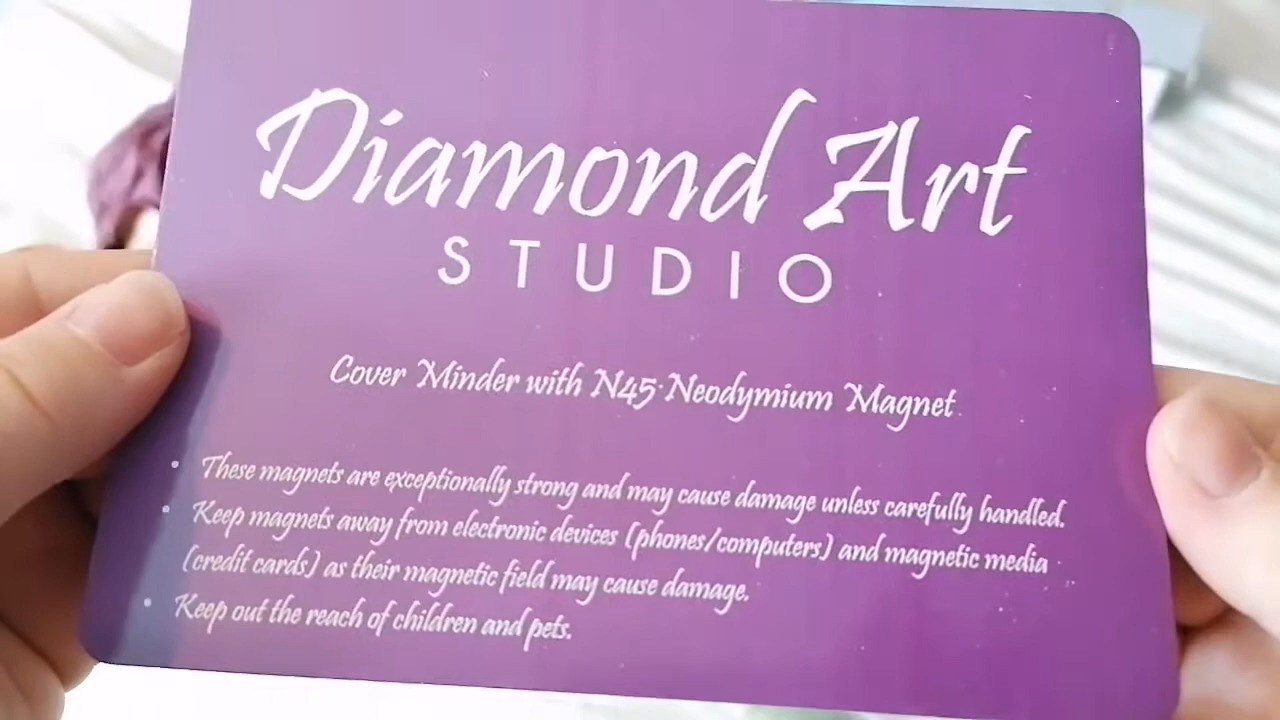 Diamond Art
STUDIO
Cover Minder with N45 Neodymium Magnet
• These magnets are exceptionally strong and may cause damage unless carefully handled.
• Keep magnets away from electronic devices (phones/computers) and magnetic media
(credit cards) as their magnetic field may cause damage.
• Keep out the reach of children and pets.